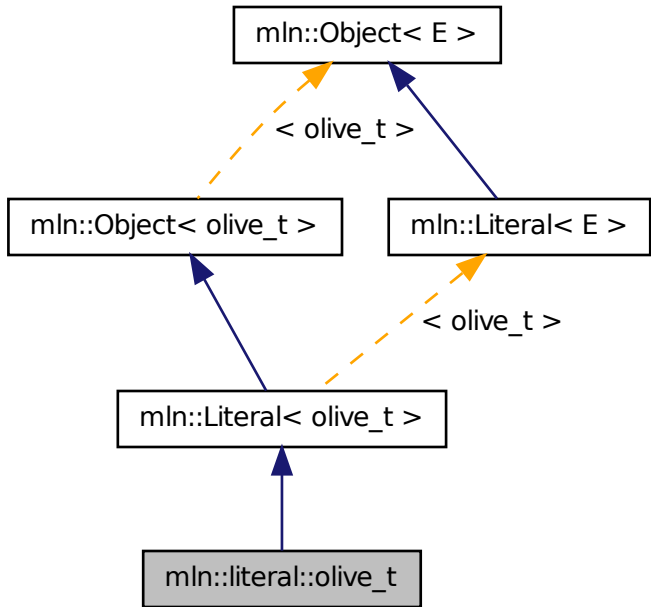 mln::Object< E >
< olive_t >
mln::Object< olive_t >
mln::Literal< E >
< olive_t >
mln::Literal< olive_t >
mln::literal::olive_t